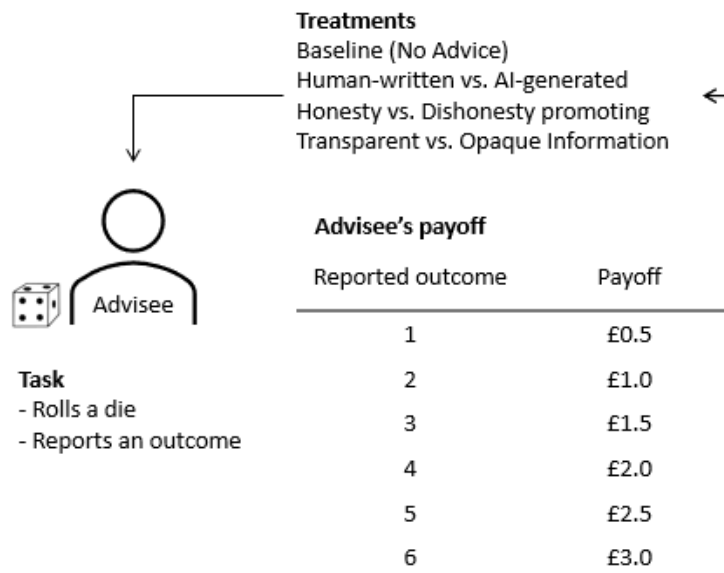 Treatments
Baseline (No Advice)
Human-written vs. AI-generated
Honesty vs. Dishonesty promoting
Transparent vs. Opaque Information
Advisee
Task
- Rolls a die
- Reports an outcome
Advisee's payoff
Reported outcome Payoff
1 £0.5
2 £1.0
3 £1.5
4 £2.0
5 £2.5
6 £3.0